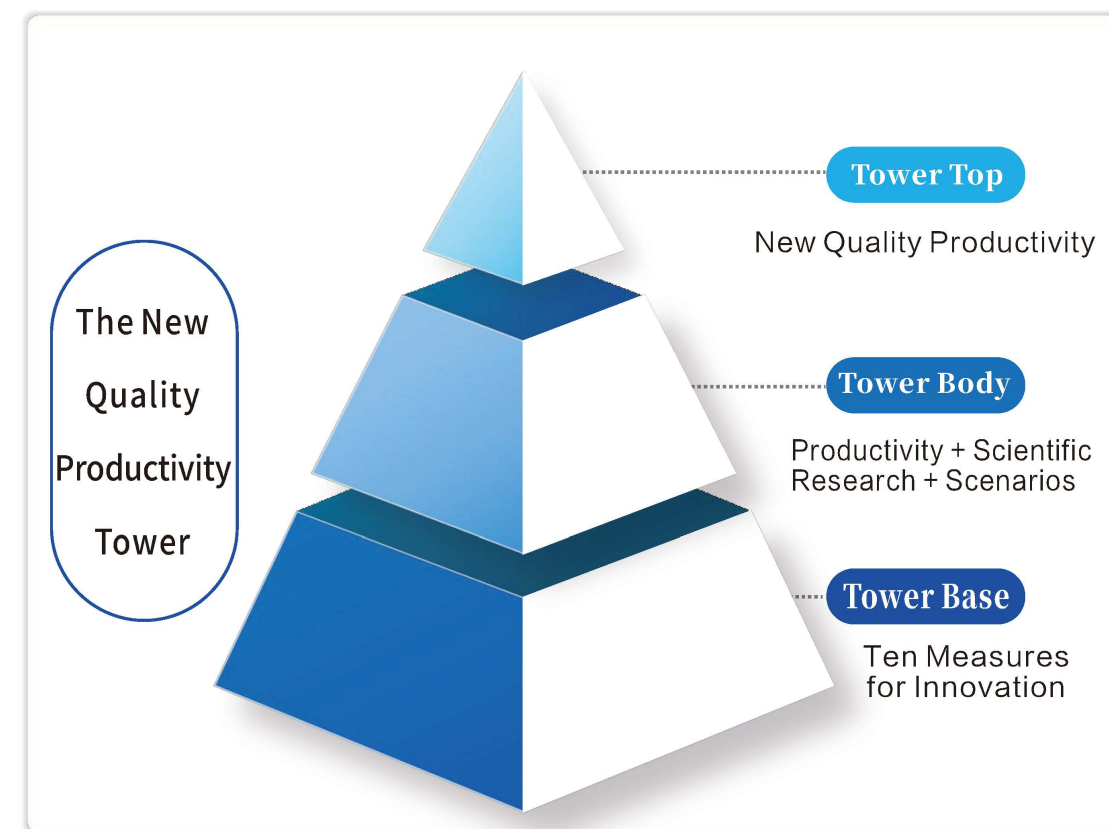 The New
Quality
Productivity
Tower
Tower Top
New Quality Productivity
Tower Body
Productivity + Scientific
Research + Scenarios
Tower Base
Ten Measures
for Innovation